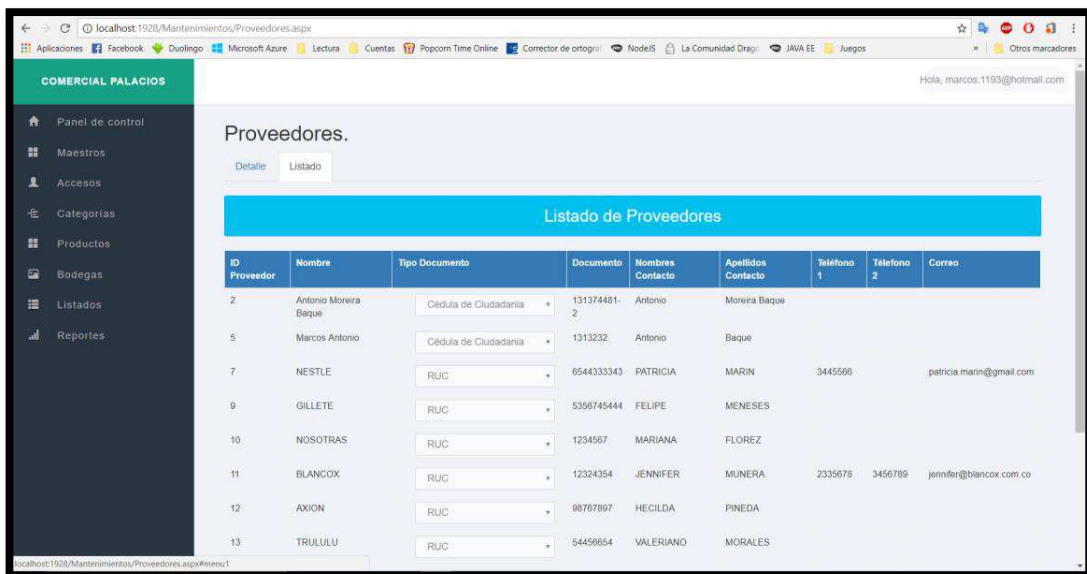 localhost:1928/Mantenimientos/Proveedores.aspx
Aplicaciones Facebook Duolingo Microsoft Azure Lectura Cuentas Popcorn Time Online Corrector de ortogra NodeJS La Comunidad Drag JAVA EE Juegos » Otros marcadores
COMERCIAL PALACIOS
Hola, marcos.1193@hotmail.com
Panel de control
Maestros
Accesos
Categorias
Productos
Bodegas
Listados
Reportes
Proveedores.
Detalle Listado
Listado de Proveedores
ID Proveedor Nombre Tipo Documento Documento Nombres Contacto Apellidos Contacto Teléfono 1 Télefono 2 Correo
2 Antonio Moreira Baque Cédula de Ciudadania 131374481-2 Antonio Moreira Baque
5 Marcos Antonio Cédula de Ciudadania 1313232 Antonio Baque
7 NESTLE RUC 6544333343 PATRICIA MARIN 3445566 patricia.marin@gmail.com
9 GILLETE RUC 5356745444 FELIPE MENESES
10 NOSOTRAS RUC 1234567 MARIANA FLOREZ
11 BLANCOX RUC 12324354 JENNIFER MUNERA 2335678 3456789 jennifer@blancox.com.co
12 AXION RUC 98767897 HECILDA PINEDA
13 TRULULU RUC 54456654 VALERIANO MORALES
localhost:1928/Mantenimientos/Proveedores.aspx#menu1